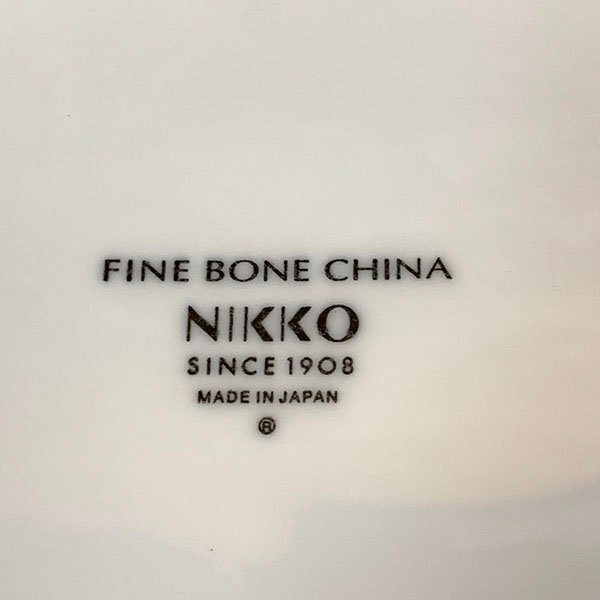 FINE BONE CHINA
NIKKO
SINCE 1908
MADE IN JAPAN
®